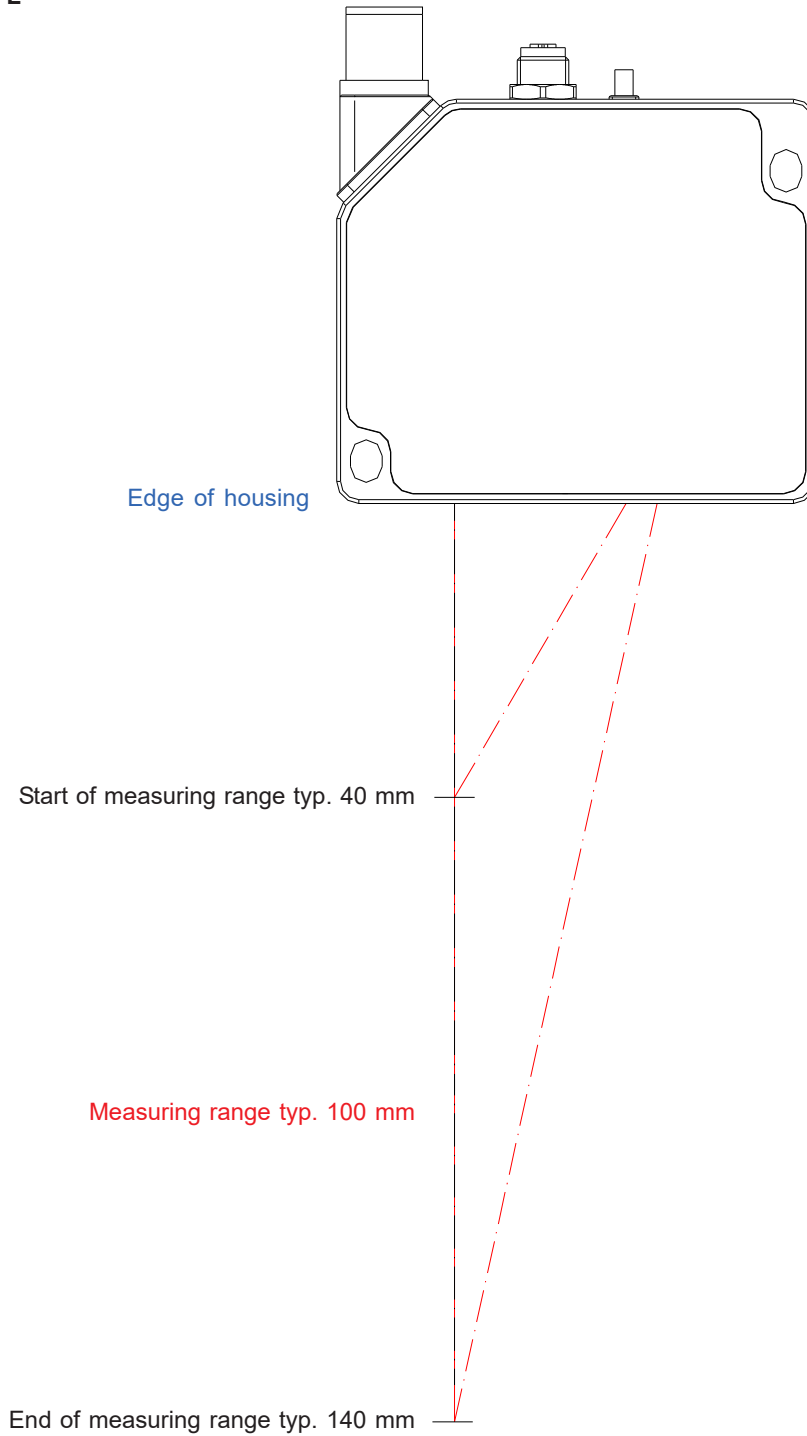 Edge of housing
Start of measuring range typ. 40 mm
Measuring range typ. 100 mm
End of measuring range typ. 140 mm